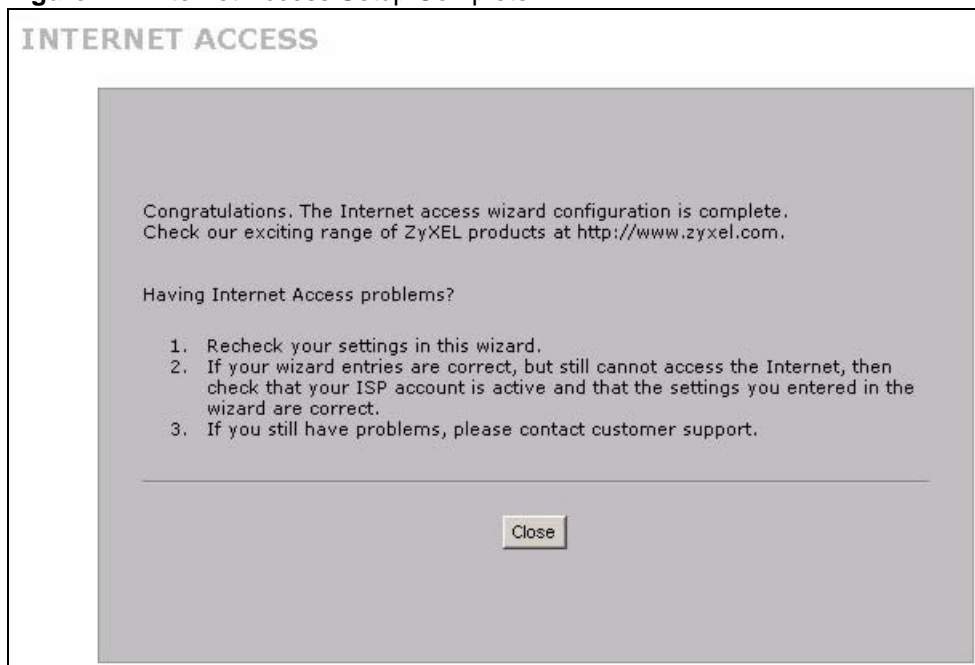 INTERNET ACCESS
Congratulations. The Internet access wizard configuration is complete.
Check our exciting range of ZyXEL products at http://www.zyxel.com.
Having Internet Access problems?
1. Recheck your settings in this wizard.
2. If your wizard entries are correct, but still cannot access the Internet, then
check that your ISP account is active and that the settings you entered in the
wizard are correct.
3. If you still have problems, please contact customer support.
Close